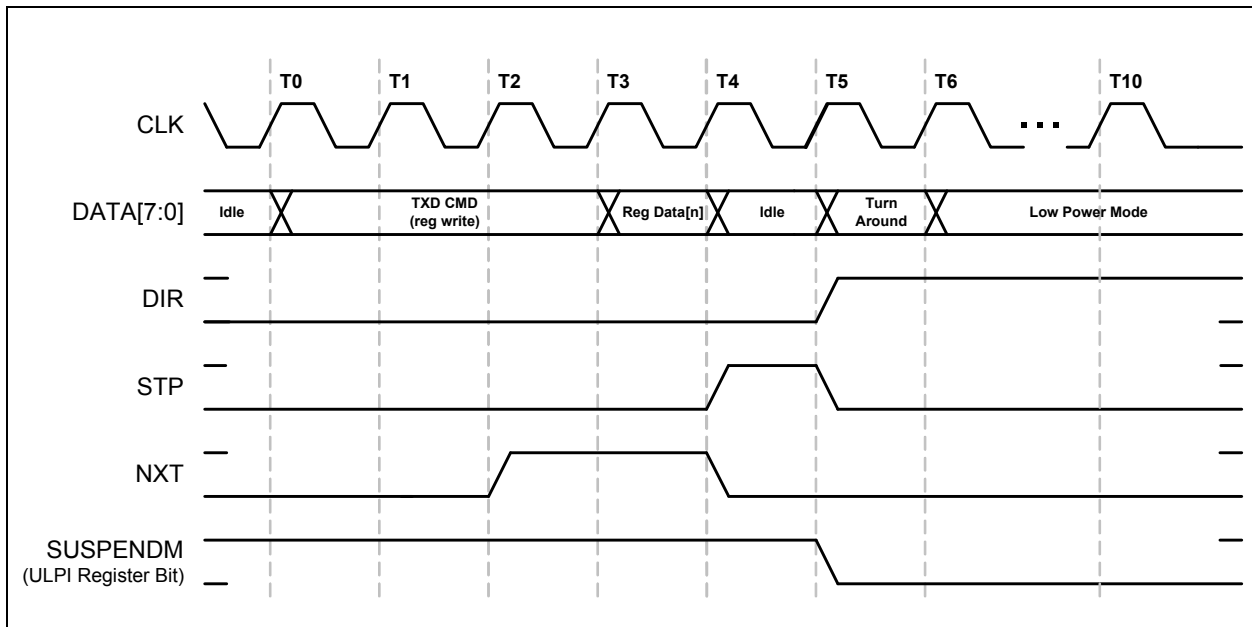 T0 T1 T2 T3 T4 T5 T6 T10
CLK
...
DATA[7:0]
Idle
TXD CMD
(reg write)
Reg Data[n]
Idle
Turn
Around
Low Power Mode
DIR
STP
NXT
SUSPENDM
(ULPI Register Bit)